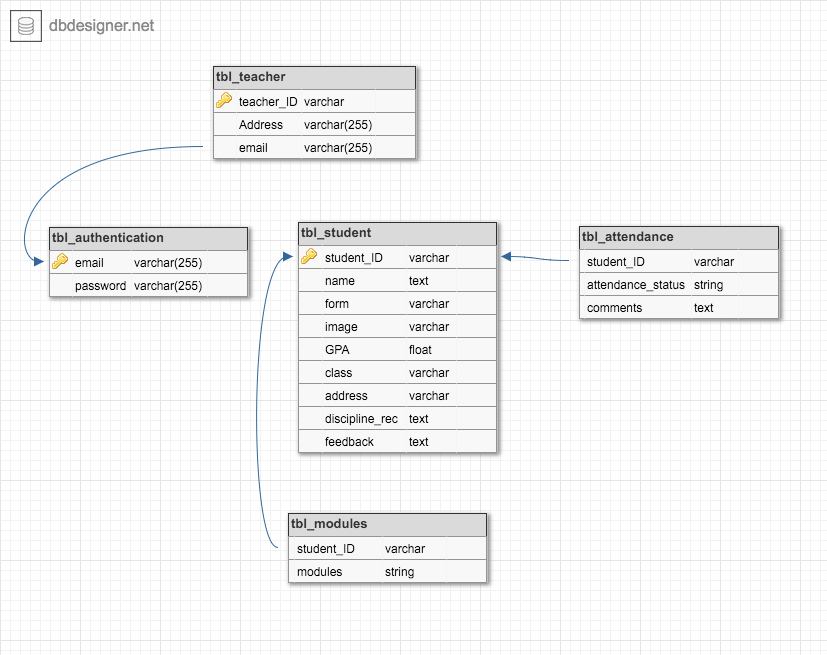 dbdesigner.net
tbl_teacher
teacher_ID varchar
Address varchar(255)
email varchar(255)
tbl_authentication
email varchar(255)
password varchar(255)
tbl_student
student_ID varchar
name text
form varchar
image varchar
GPA float
class varchar
address varchar
discipline_rec text
feedback text
tbl_attendance
student_ID varchar
attendance_status string
comments text
tbl_modules
student_ID varchar
modules string